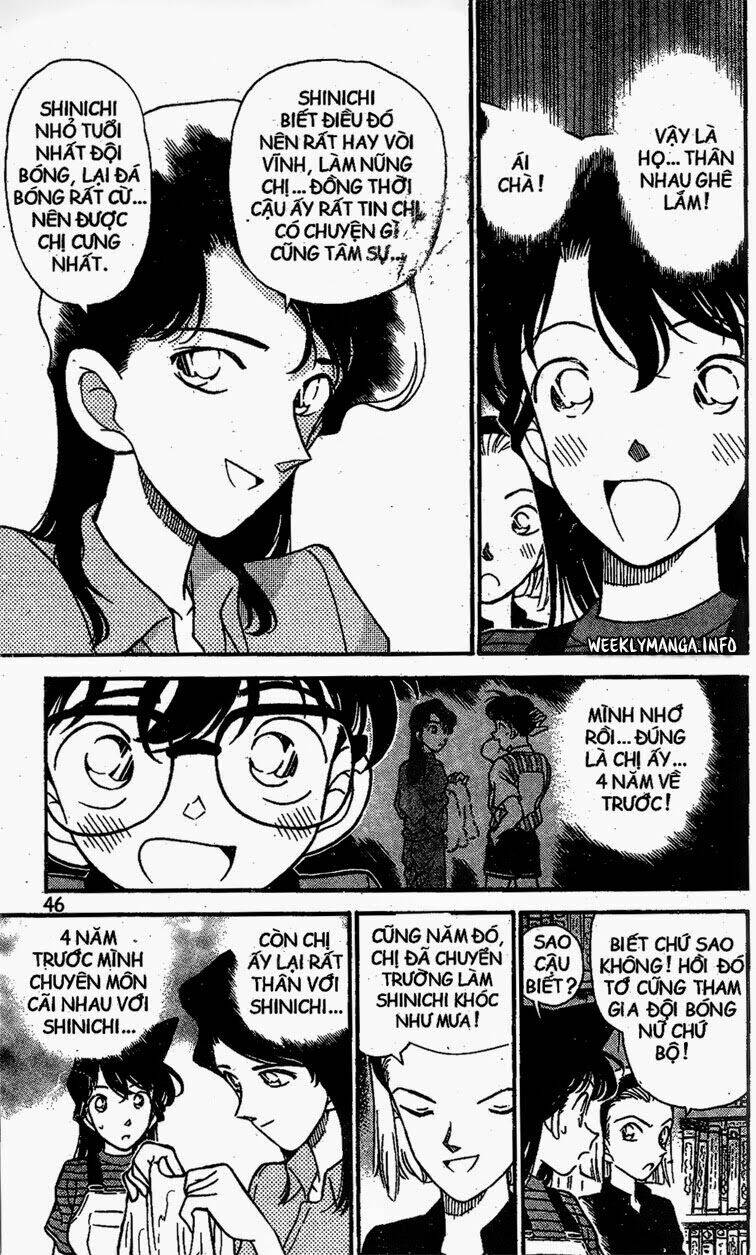 SHINICHI
NHỎ TUỔI
NHẤT ĐỘI
BÓNG, LẠI ĐÁ
BÓNG RẤT CỪ...
NÊN ĐƯỢC
CHỊ CƯNG
NHẤT.
SHINICHI
BIẾT ĐIỀU ĐÓ
NÊN RẤT HAY VÒI
VĨNH, LÀM NŨNG
CHỊ... ĐỒNG THỜI
CẬU ẤY RẤT TIN CHỊ
CÓ CHUYỆN GÌ
CŨNG TÂM SỰ...
ÁI
CHÀ!
VẬY LÀ
HỌ... THÂN
NHAU GHÊ
LẮM!
WEEKLYMANGA.INFO
MÌNH NHỚ
RỒI... ĐÚNG
LÀ CHỊ ẤY...
4 NĂM VỀ
TRƯỚC!
46
4 NĂM
TRƯỚC MÌNH
CHUYÊN MÔN
CÃI NHAU VỚI
SHINICHI...
CÒN CHỊ
ẤY LẠI RẤT
THÂN VỚI
SHINICHI...
CŨNG NĂM ĐÓ,
CHỊ ĐÃ CHUYỂN
TRƯỜNG LÀM
SHINICHI KHÓC
NHƯ MƯA!
SAO
CẬU
BIẾT?
BIẾT CHỨ SAO
KHÔNG! HỒI ĐÓ
TỚ CŨNG THAM
GIA ĐỘI BÓNG
NỮ CHỨ
BỘ!